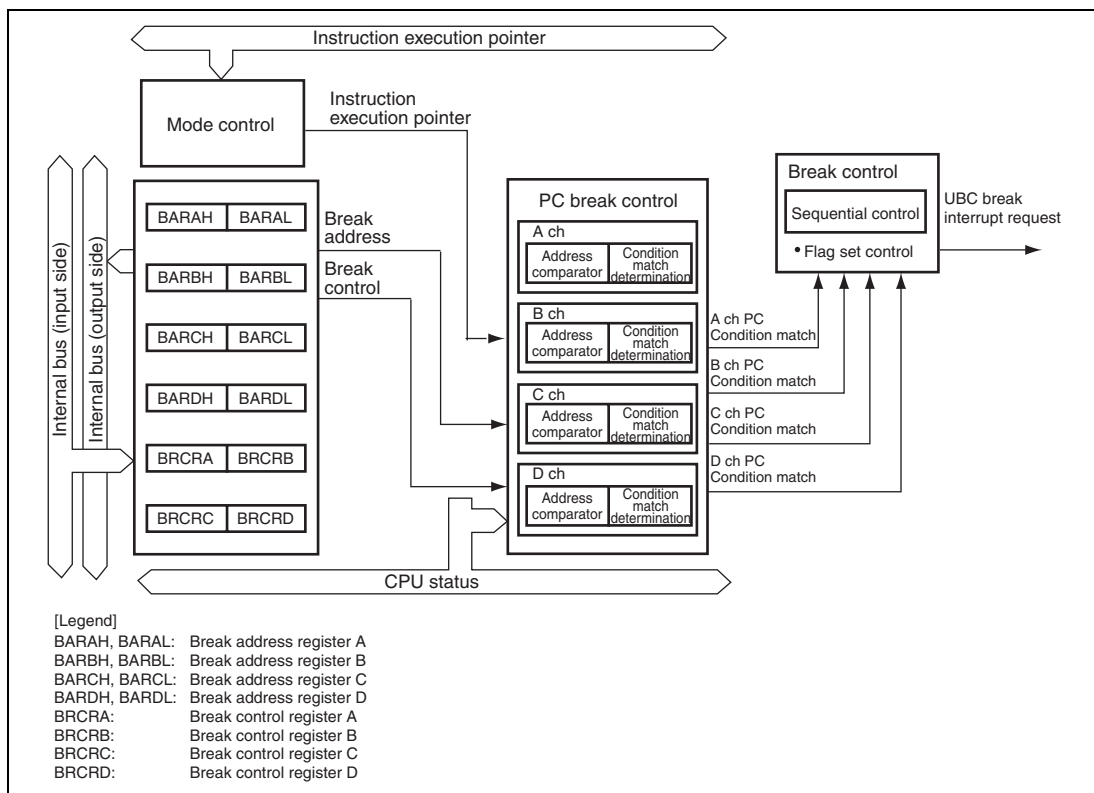 Instruction execution pointer
Mode control
Instruction
execution pointer
Internal bus (input side)
Internal bus (output side)
BARAH BARAL
BARBH BARBL
BARCH BARCL
BARDH BARDL
BRCRA BRCRB
BRCRC BRCRD
Break
address
Break
control
PC break control
A ch
Address
comparator
Condition
match
determination
B ch
Address
comparator
Condition
match
determination
C ch
Address
comparator
Condition
match
determination
D ch
Address
comparator
Condition
match
determination
A ch PC
Condition match
B ch PC
Condition match
C ch PC
Condition match
D ch PC
Condition match
Break control
Sequential control
• Flag set control
UBC break
interrupt request
CPU status
[Legend]
BARAH, BARAL: Break address register A
BARBH, BARBL: Break address register B
BARCH, BARCL: Break address register C
BARDH, BARDL: Break address register D
BRCRA: Break control register A
BRCRB: Break control register B
BRCRC: Break control register C
BRCRD: Break control register D